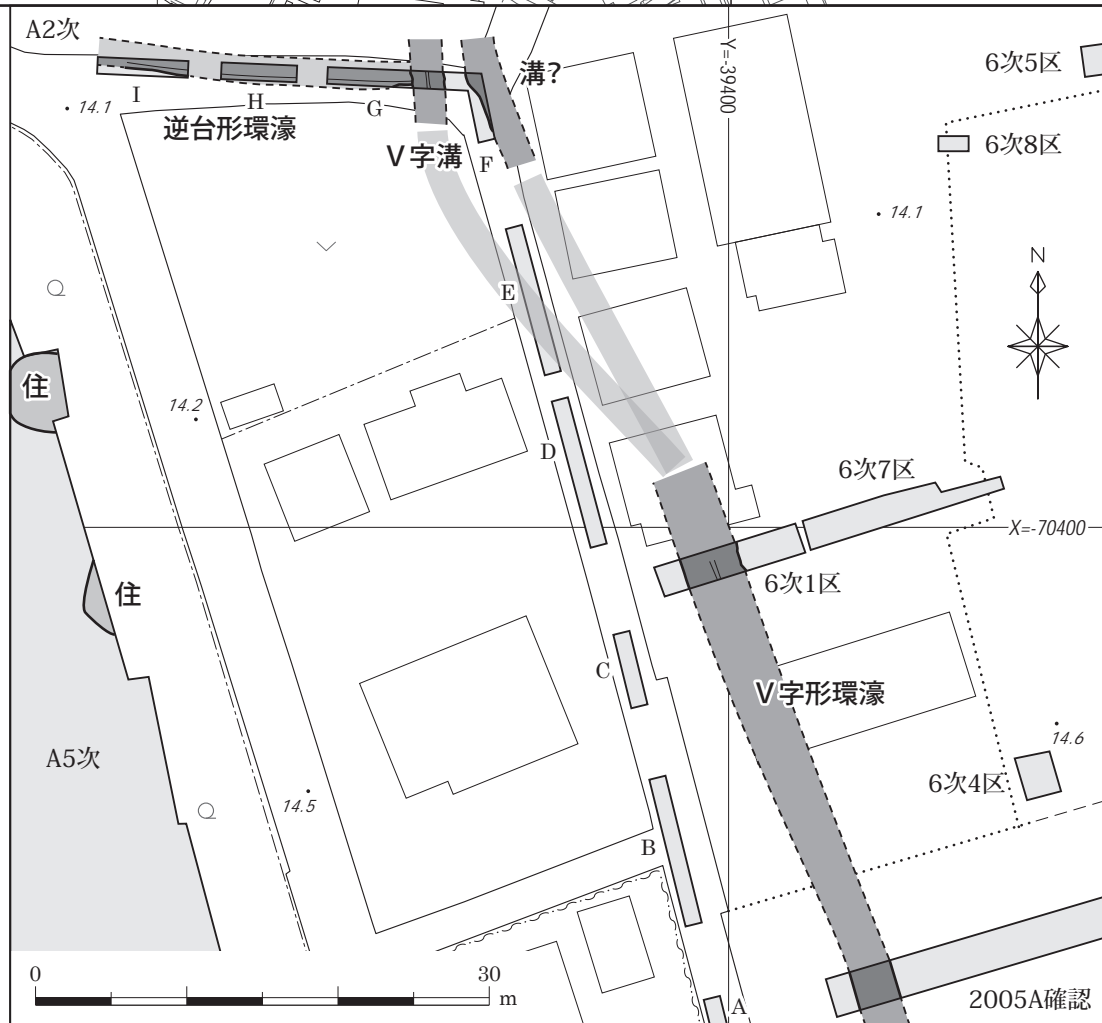 A2次
I
H
G
F
溝?
14.1
逆台形環濠
V字溝
Y=-39400
6次5区
6次8区
14.1
N
E
住
14.2
D
6次7区
X=-70400
6次1区
住
C
V字形環濠
A5次
14.5
14.6
6次4区
B
0
30
m
A
2005A確認